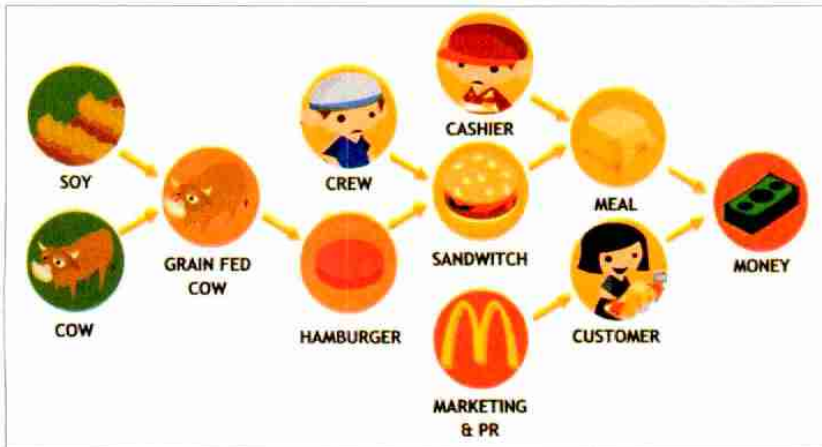 CASHIER
SOY
CREW
MEAL
GRAIN FED
COW
SANDWITCH
MONEY
COW
HAMBURGER
CUSTOMER
MARKETING
& PR